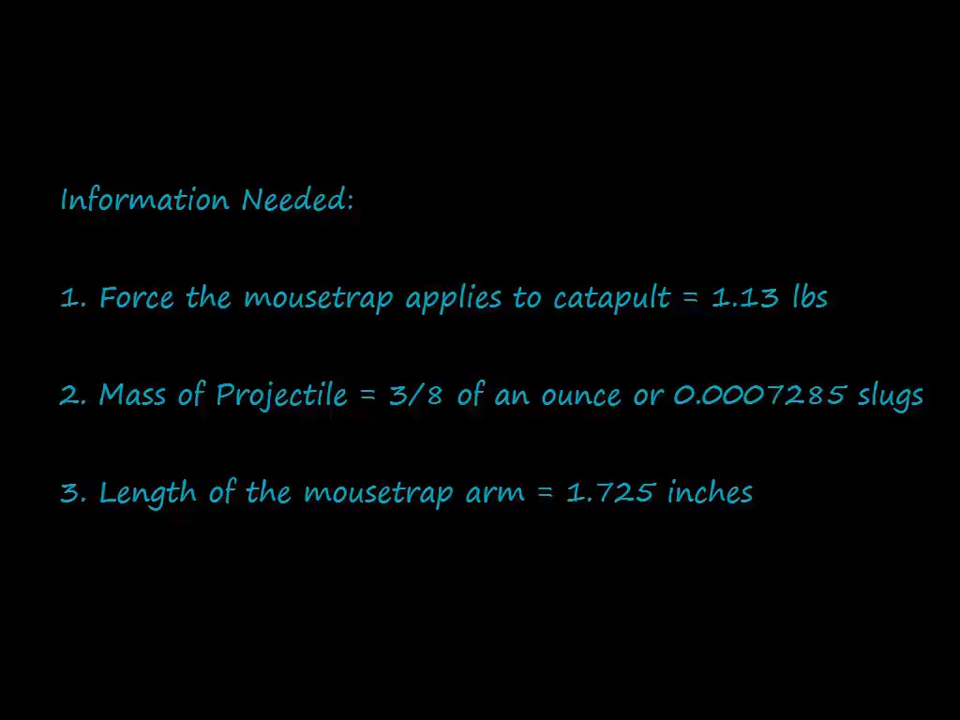 Information Needed:
1. Force the mousetrap applies to catapult = 1.13 lbs
2. Mass of Projectile = 3/8 of an ounce or 0.0007285 slugs
3. Length of the mousetrap arm = 1.725 inches